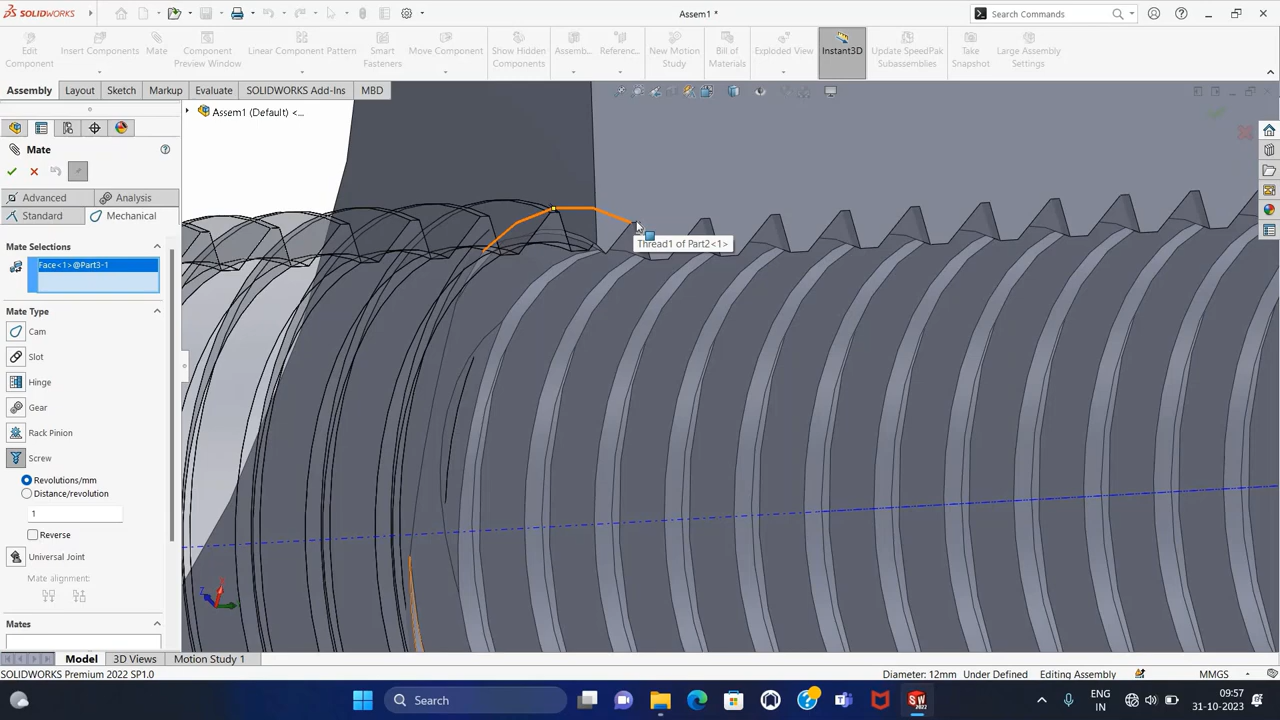 SOLIDWORKS
Assem1 *
Search Commands
Edit Component
Insert Components
Mate
Component Preview Window
Linear Component Pattern
Smart Fasteners
Move Component
Show Hidden Components
Assemb...
Referenc...
New Motion Study
Bill of Materials
Exploded View
Instant3D
Update SpeedPak Subassemblies
Take Snapshot
Large Assembly Settings
Assembly
Layout
Sketch
Markup
Evaluate
SOLIDWORKS Add-Ins
MBD
Assem1 (Default) <...
Mate
Advanced
Analysis
Standard
Mechanical
Mate Selections
Face<1>@Part3-1
Mate Type
Cam
Slot
Hinge
Gear
Rack Pinion
Screw
Revolutions/mm
Distance/revolution
1
Reverse
Universal Joint
Mate alignment:
Mates
Thread1 of Part2<1>
Z
Model
3D Views
Motion Study 1
SOLIDWORKS Premium 2022 SP1.0
Diameter: 12mm
Under Defined
Editing Assembly
MMGS
Search
ENG
IN
09:57
31-10-2023